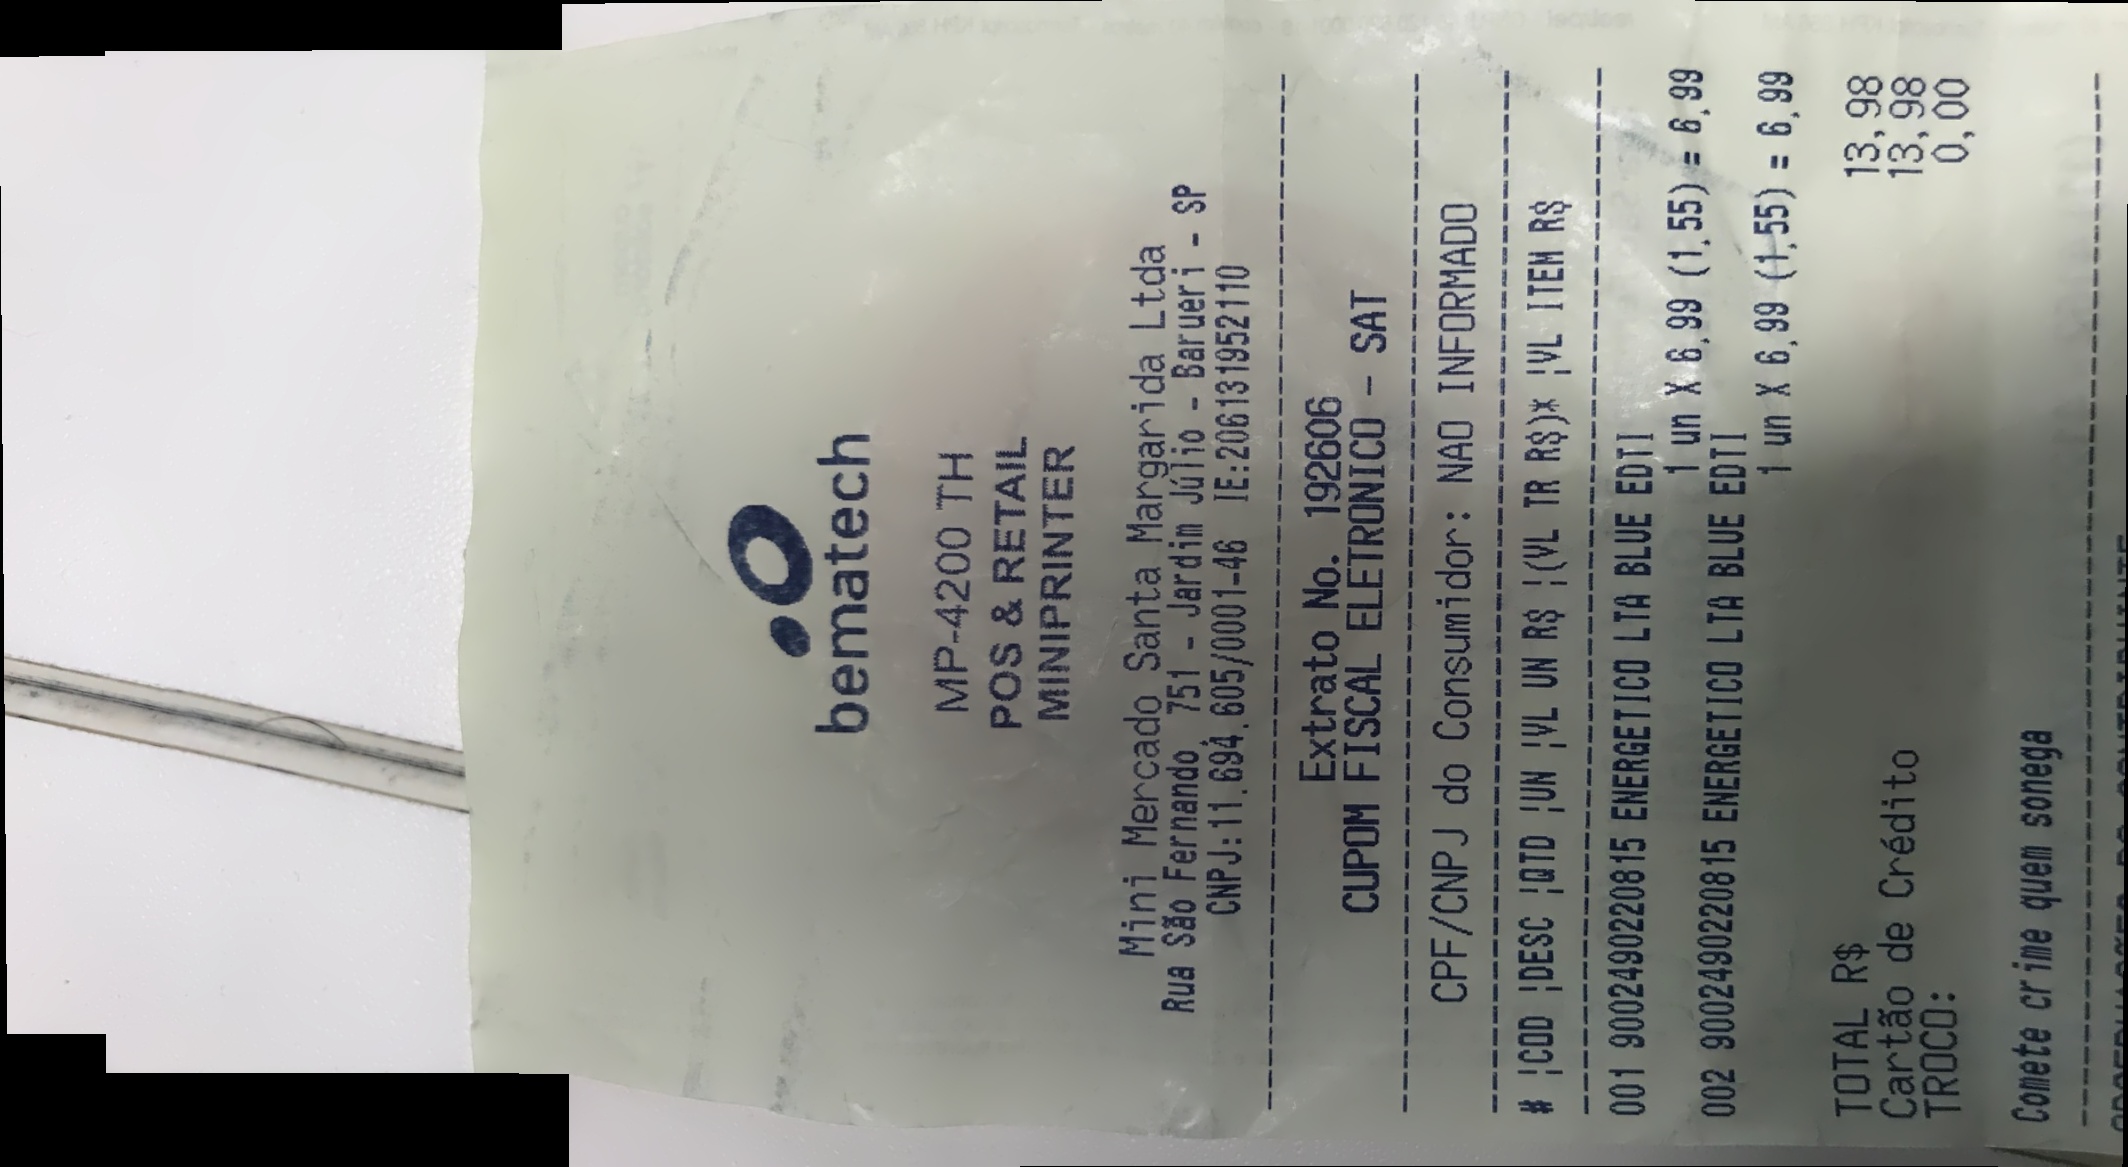 bematech
MP-4200 TH
POS & RETAIL
MINIPRINTER
Mini Mercado Santa Margarida Ltda
Rua São Fernando, 751 - Jardim Júlio - Barueri - SP
CNPJ:11.694.605/0001-46 IE:206131952110
Extrato No. 192606
CUPOM FISCAL ELETRONICO - SAT
CPF/CNPJ do Consumidor: NAO INFORMADO
# ¦COD ¦DESC ¦QTD ¦UN ¦VL UN R$ ¦(VL TR R$)* ¦VL ITEM R$
001 9002490220815 ENERGETICO LTA BLUE EDTI
1 un X 6,99 (1,55) = 6,99
002 9002490220815 ENERGETICO LTA BLUE EDTI
1 un X 6,99 (1,55) = 6,99
TOTAL R$ 13,98
Cartão de Crédito 13,98
TROCO: 0,00
Comete crime quem sonega